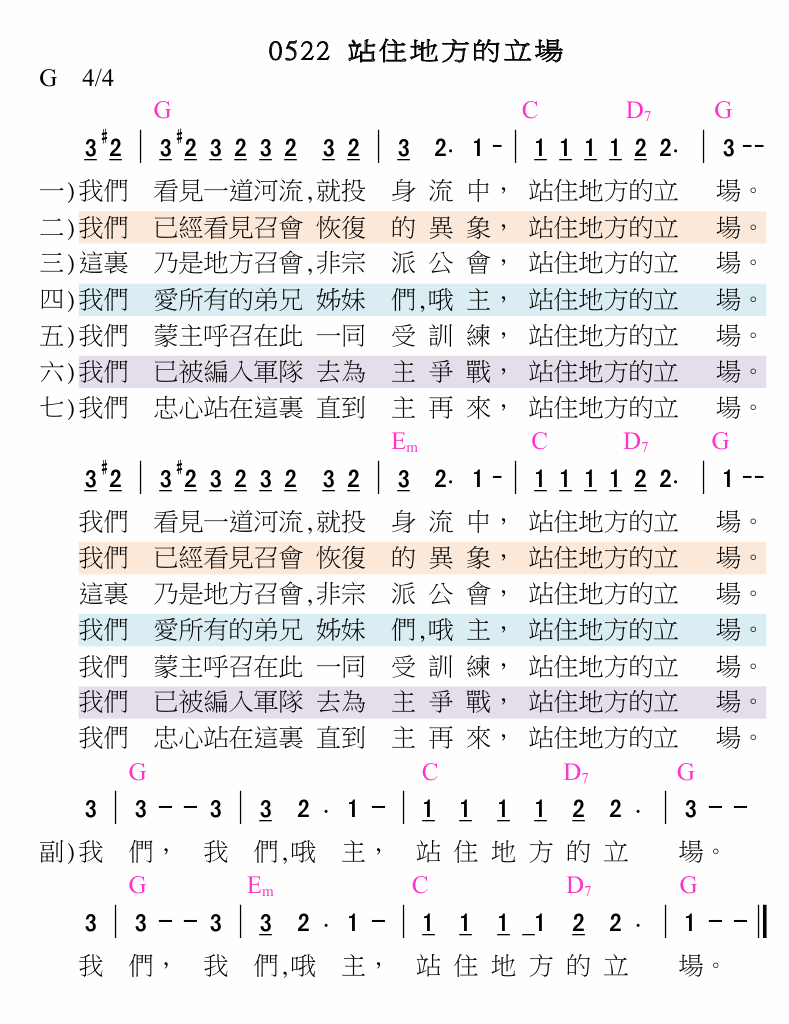 0522 站住地方的立場
G 4/4
G C D7 G
3 #2 | 3 #2 3 2 3 2 3 2 | 3 2. 1 - | 1 1 1 1 2 2. | 3 --
一)我們 看見一道河流,就投 身 流 中， 站住地方的立 場。
二)我們 已經看見召會 恢復 的 異 象， 站住地方的立 場。
三)這裏 乃是地方召會,非宗 派 公 會， 站住地方的立 場。
四)我們 愛所有的弟兄 姊妹 們,哦 主， 站住地方的立 場。
五)我們 蒙主呼召在此 一同 受 訓 練， 站住地方的立 場。
六)我們 已被編入軍隊 去為 主 爭 戰， 站住地方的立 場。
七)我們 忠心站在這裏 直到 主 再 來， 站住地方的立 場。
Em C D7 G
3 #2 | 3 #2 3 2 3 2 3 2 | 3 2. 1 - | 1 1 1 1 2 2. | 1 --
我們 看見一道河流,就投 身 流 中， 站住地方的立 場。
我們 已經看見召會 恢復 的 異 象， 站住地方的立 場。
這裏 乃是地方召會,非宗 派 公 會， 站住地方的立 場。
我們 愛所有的弟兄 姊妹 們,哦 主， 站住地方的立 場。
我們 蒙主呼召在此 一同 受 訓 練， 站住地方的立 場。
我們 已被編入軍隊 去為 主 爭 戰， 站住地方的立 場。
我們 忠心站在這裏 直到 主 再 來， 站住地方的立 場。
G C D7 G
3 | 3 - - 3 | 3 2 . 1 - | 1 1 1 1 2 2 . | 3 - -
副)我 們， 我 們,哦 主， 站 住 地 方 的 立 場。
G Em C D7 G
3 | 3 - - 3 | 3 2 . 1 - | 1 1 1 _1 2 2 . | 1 - - ‖
我 們， 我 們,哦 主， 站 住 地 方 的 立 場。